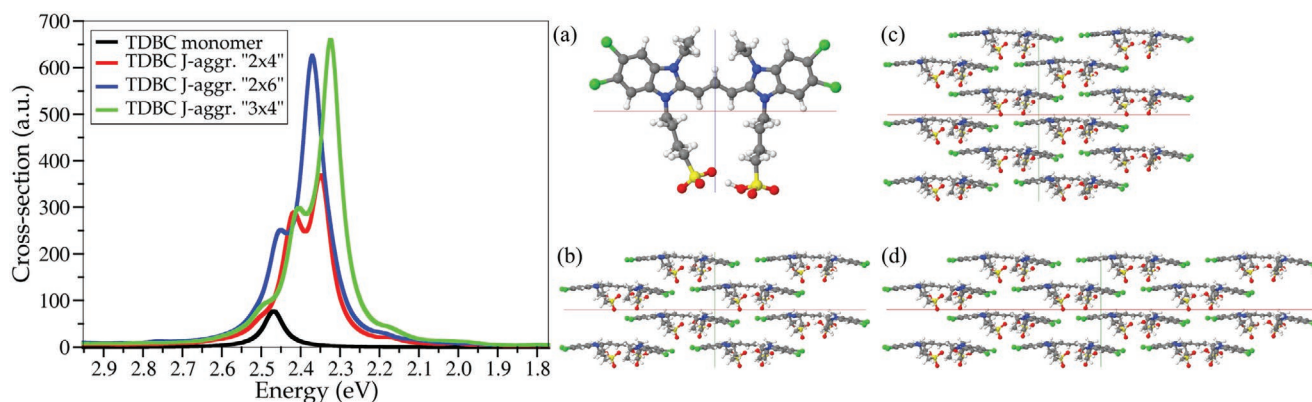 700
600
500
400
300
200
100
0
Cross-section (a.u.)
TDBC monomer
TDBC J-aggr. "2x4"
TDBC J-aggr. "2x6"
TDBC J-aggr. "3x4"
2.9 2.8 2.7 2.6 2.5 2.4 2.3 2.2 2.1 2.0 1.9 1.8
Energy (eV)
(a)
(c)
(b)
(d)